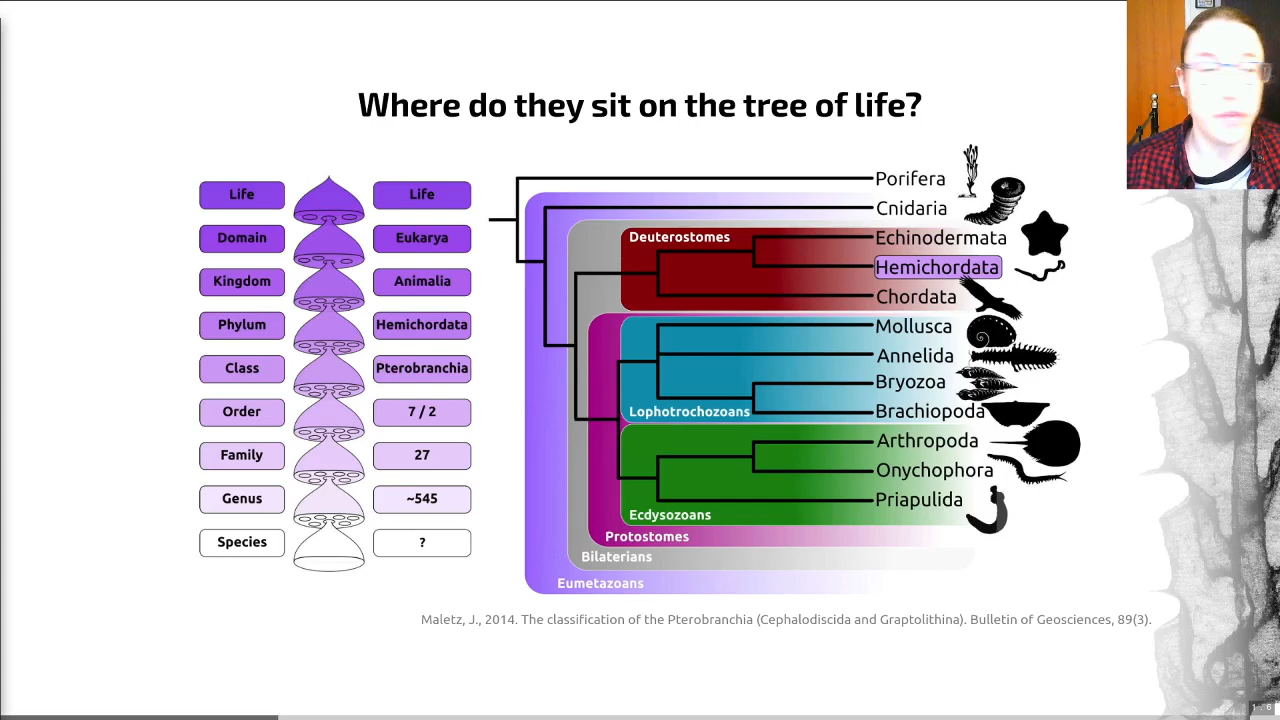 Where do they sit on the tree of life?
Life
Life
Domain
Eukarya
Kingdom
Animalia
Phylum
Hemichordata
Class
Pterobranchia
Order
7 / 2
Family
27
Genus
~545
Species
?
Porifera
Cnidaria
Deuterostomes
Echinodermata
Hemichordata
Chordata
Mollusca
Annelida
Bryozoa
Lophotrochozoans
Brachiopoda
Arthropoda
Onychophora
Priapulida
Ecdysozoans
Protostomes
Bilaterians
Eumetazoans
Maletz, J., 2014. The classification of the Pterobranchia (Cephalodiscida and Graptolithina). Bulletin of Geosciences, 89(3).
1 . 6